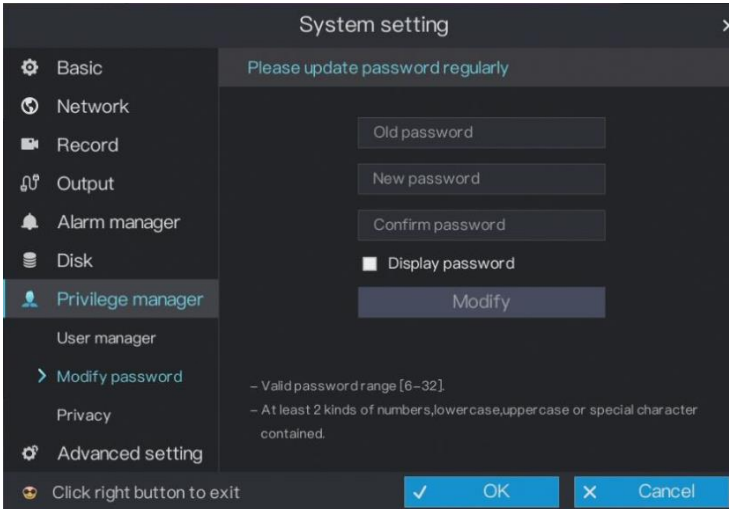 System setting
Basic
Network
Record
Output
Alarm manager
Disk
Privilege manager
User manager
Modify password
Privacy
Advanced setting
Please update password regularly
Old password
New password
Confirm password
Display password
Modify
– Valid password range [6–32].
– At least 2 kinds of numbers,lowercase,uppercase or special character
contained.
Click right button to exit
OK
Cancel